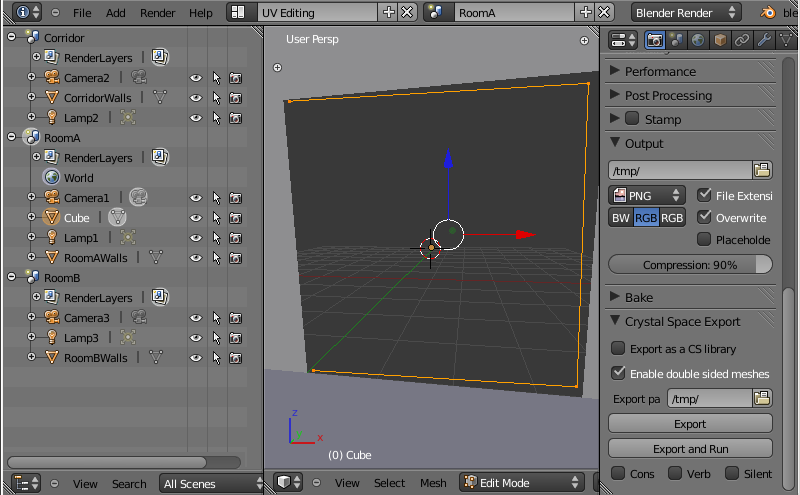 File Add Render Help UV Editing RoomA Blender Render ble
Corridor
RenderLayers
Camera2
CorridorWalls
Lamp2
RoomA
RenderLayers
World
Camera1
Cube
Lamp1
RoomAWalls
RoomB
RenderLayers
Camera3
Lamp3
RoomBWalls
View Search All Scenes
User Persp
z
x
(0) Cube
View Select Mesh Edit Mode
Performance
Post Processing
Stamp
Output
/tmp/
PNG File Extensi
BW RGB RGB Overwrite
Placeholde
Compression: 90%
Bake
Crystal Space Export
Export as a CS library
Enable double sided meshes
Export pa /tmp/
Export
Export and Run
Cons Verb Silent